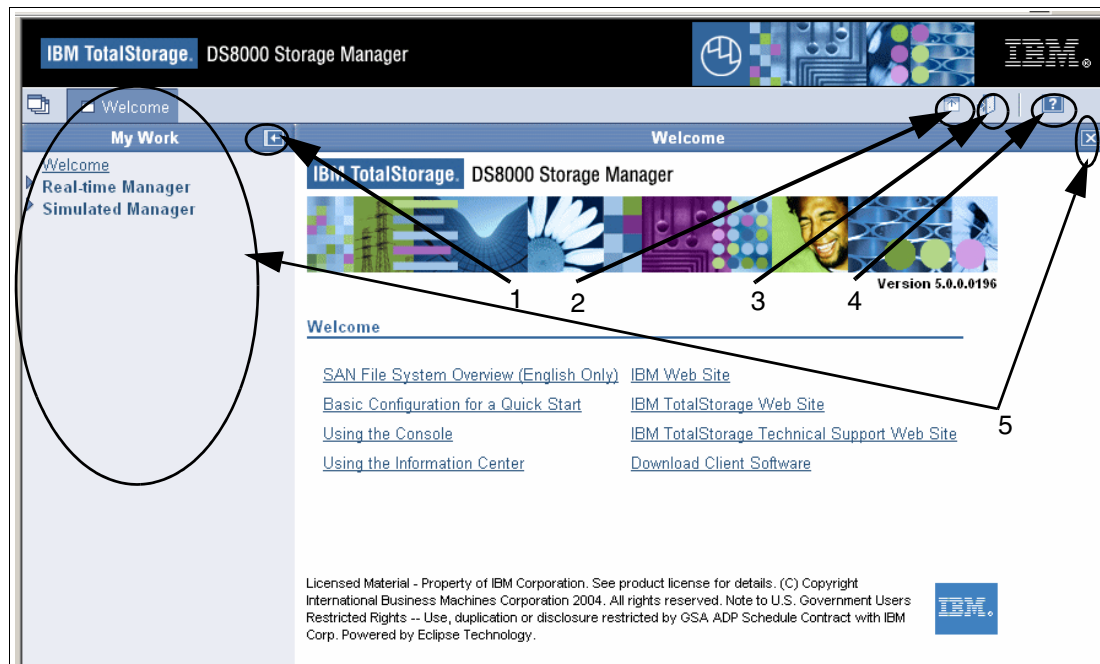 IBM TotalStorage. DS8000 Storage Manager
IBM®
Welcome
?
My Work
Welcome
Welcome
Real-time Manager
Simulated Manager
IBM TotalStorage. DS8000 Storage Manager
1
2
3
4
Version 5.0.0.0196
Welcome
SAN File System Overview (English Only) IBM Web Site
Basic Configuration for a Quick Start IBM TotalStorage Web Site
5
Using the Console IBM TotalStorage Technical Support Web Site
Using the Information Center Download Client Software
Licensed Material - Property of IBM Corporation. See product license for details. (C) Copyright
International Business Machines Corporation 2004. All rights reserved. Note to U.S. Government Users
Restricted Rights -- Use, duplication or disclosure restricted by GSA ADP Schedule Contract with IBM
Corp. Powered by Eclipse Technology.
IBM.